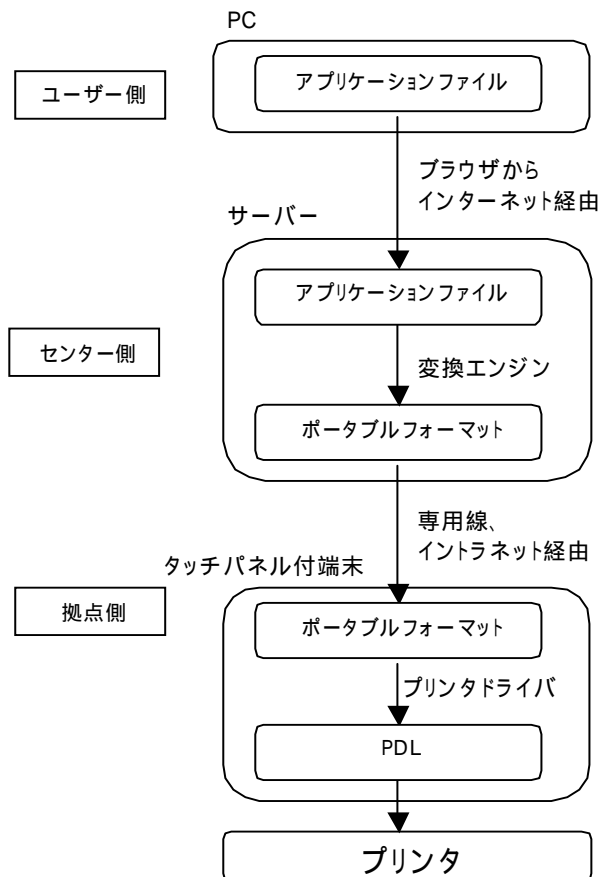 PC
アプリケーションファイル
ユーザー側
ブラウザから
インターネット経由
サーバー
アプリケーションファイル
センター側
変換エンジン
ポータブルフォーマット
専用線、
イントラネット経由
タッチパネル付端末
拠点側
ポータブルフォーマット
プリンタドライバ
PDL
プリンタ